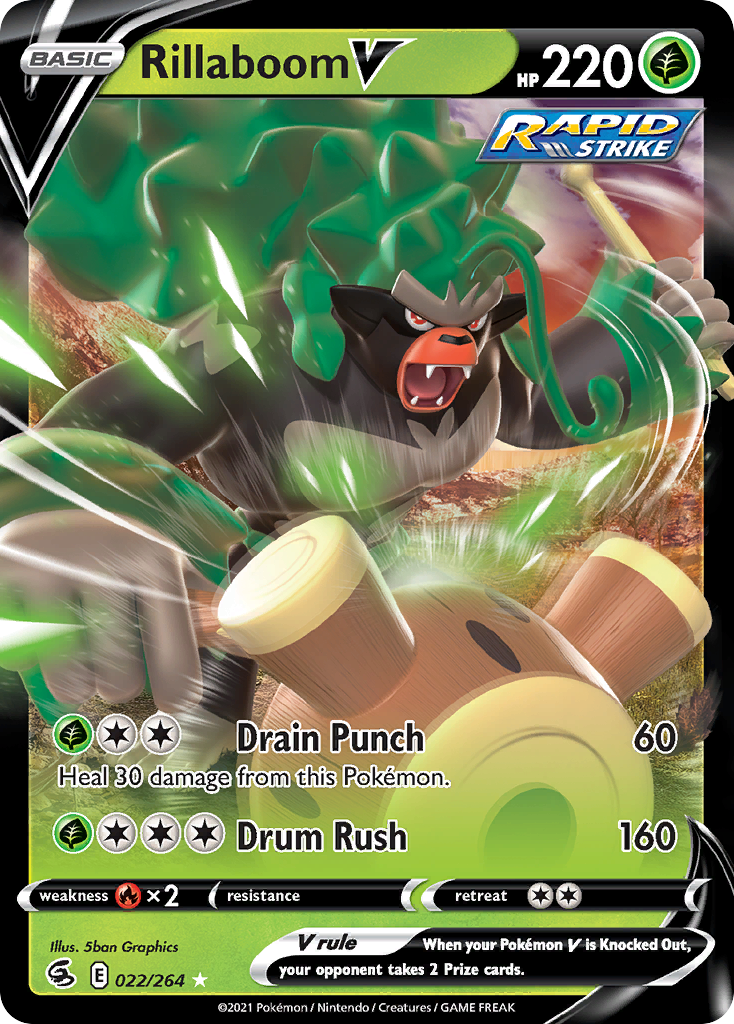 BASIC Rillaboom V HP 220
RAPID STRIKE
Drain Punch 60
Heal 30 damage from this Pokémon.
Drum Rush 160
weakness ×2 resistance retreat
Illus. 5ban Graphics
V rule When your Pokémon V is Knocked Out,
your opponent takes 2 Prize cards.
E 022/264
©2021 Pokémon / Nintendo / Creatures / GAME FREAK